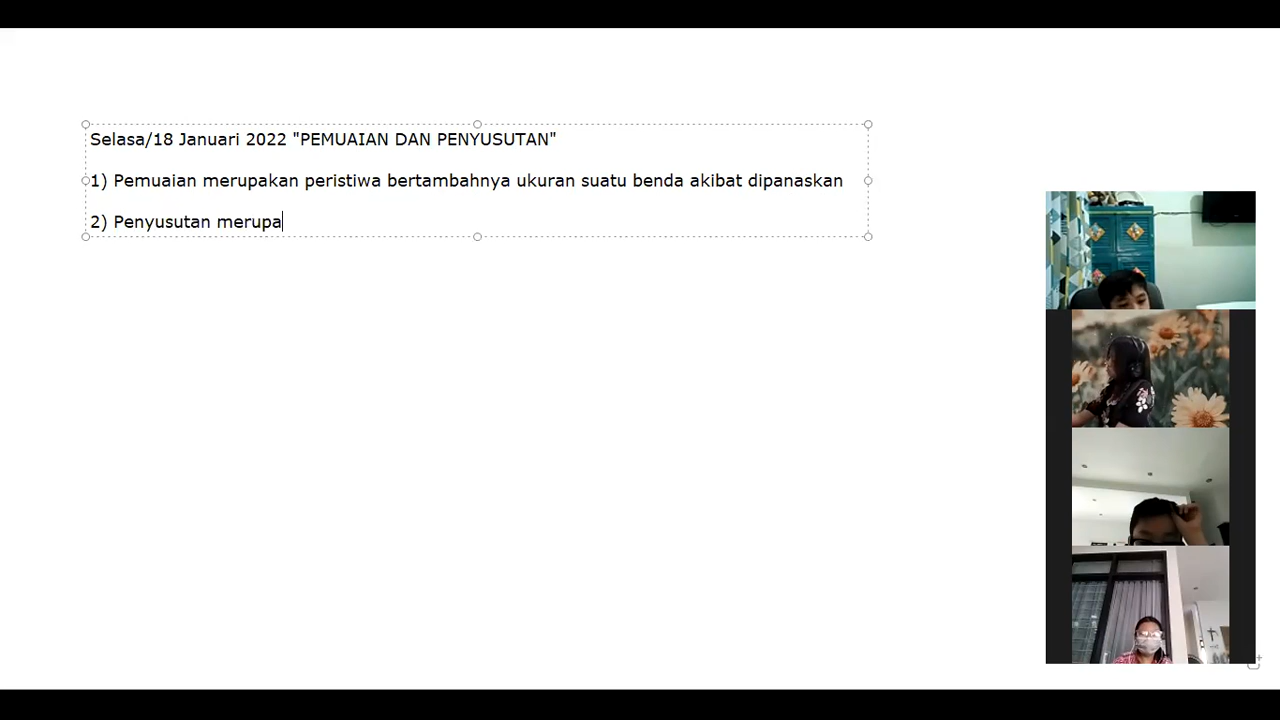 Selasa/18 Januari 2022 "PEMUAIAN DAN PENYUSUTAN"
1) Pemuaian merupakan peristiwa bertambahnya ukuran suatu benda akibat dipanaskan
2) Penyusutan merupa